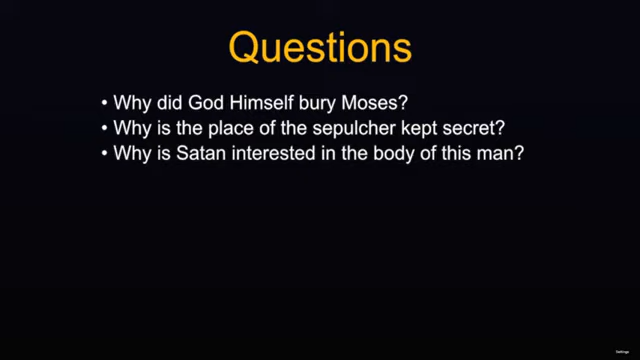 Questions
• Why did God Himself bury Moses?
• Why is the place of the sepulcher kept secret?
• Why is Satan interested in the body of this man?